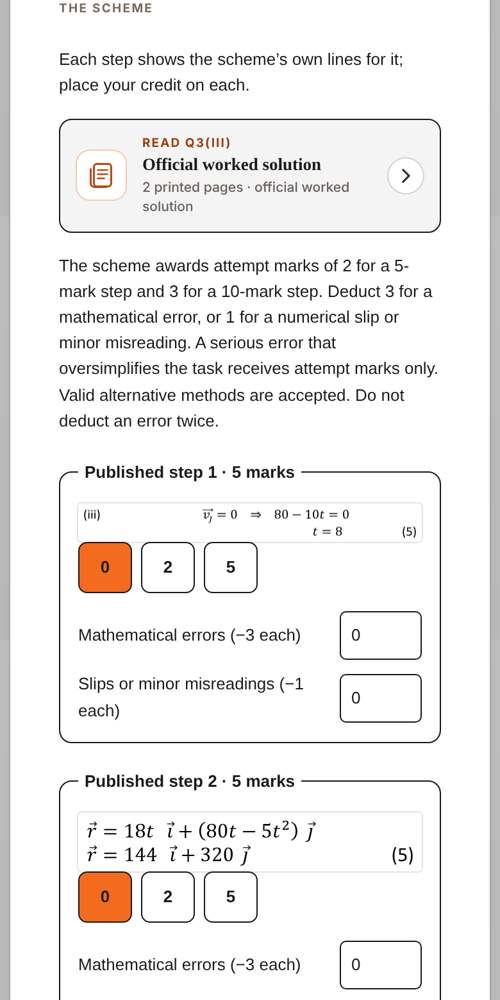 THE SCHEME
Each step shows the scheme’s own lines for it;
place your credit on each.
READ Q3(III)
Official worked solution
2 printed pages · official worked
solution
The scheme awards attempt marks of 2 for a 5-
mark step and 3 for a 10-mark step. Deduct 3 for a
mathematical error, or 1 for a numerical slip or
minor misreading. A serious error that
oversimplifies the task receives attempt marks only.
Valid alternative methods are accepted. Do not
deduct an error twice.
Published step 1 · 5 marks
(iii) v⃗ⱼ = 0 ⇒ 80 − 10t = 0
t = 8 (5)
0 2 5
Mathematical errors (−3 each) 0
Slips or minor misreadings (−1
each) 0
Published step 2 · 5 marks
r⃗ = 18t ı⃗ + (80t − 5t²) ȷ⃗
r⃗ = 144 ı⃗ + 320 ȷ⃗ (5)
0 2 5
Mathematical errors (−3 each) 0